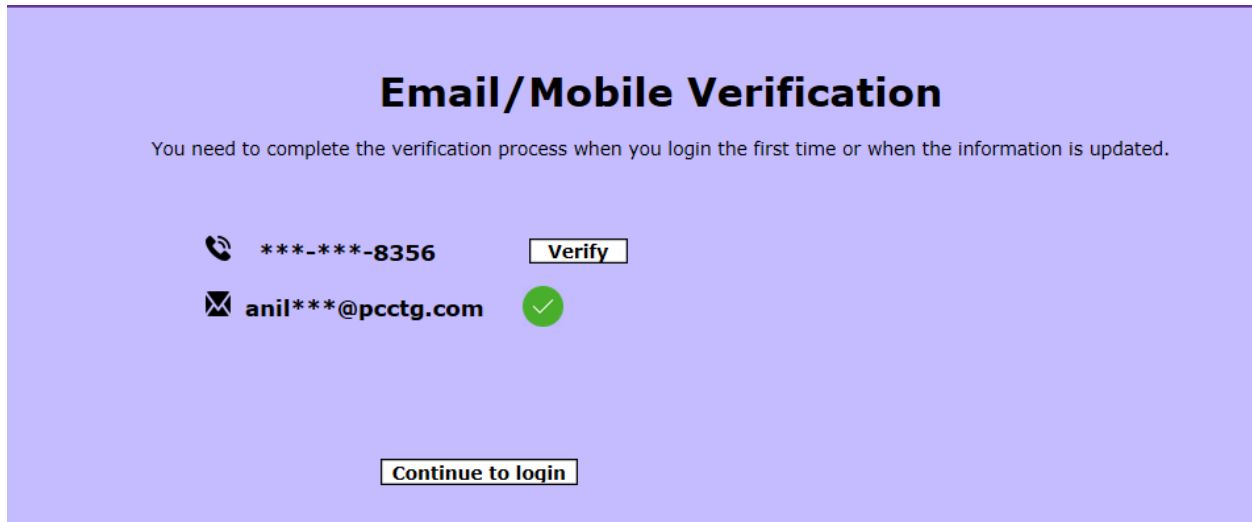 Email/Mobile Verification
You need to complete the verification process when you login the first time or when the information is updated.
***-***-8356 Verify
anil***@pcctg.com
Continue to login